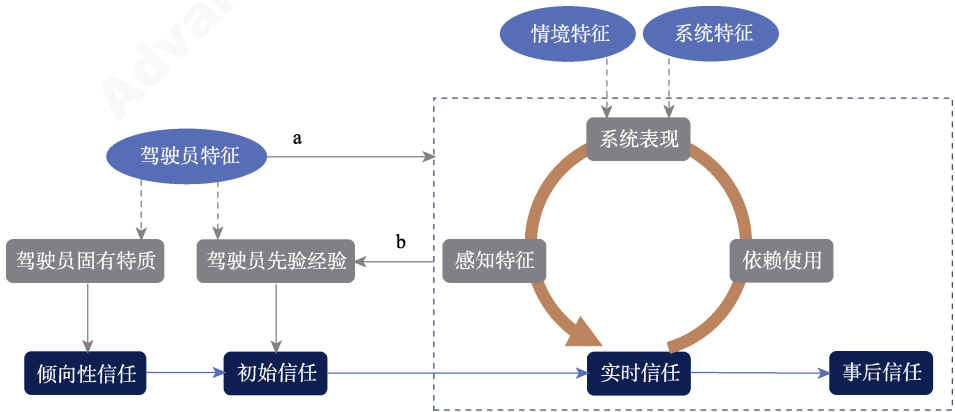 Advan
情境特征
系统特征
系统表现
a
驾驶员特征
b
驾驶员固有特质
驾驶员先验经验
感知特征
依赖使用
倾向性信任
初始信任
实时信任
事后信任